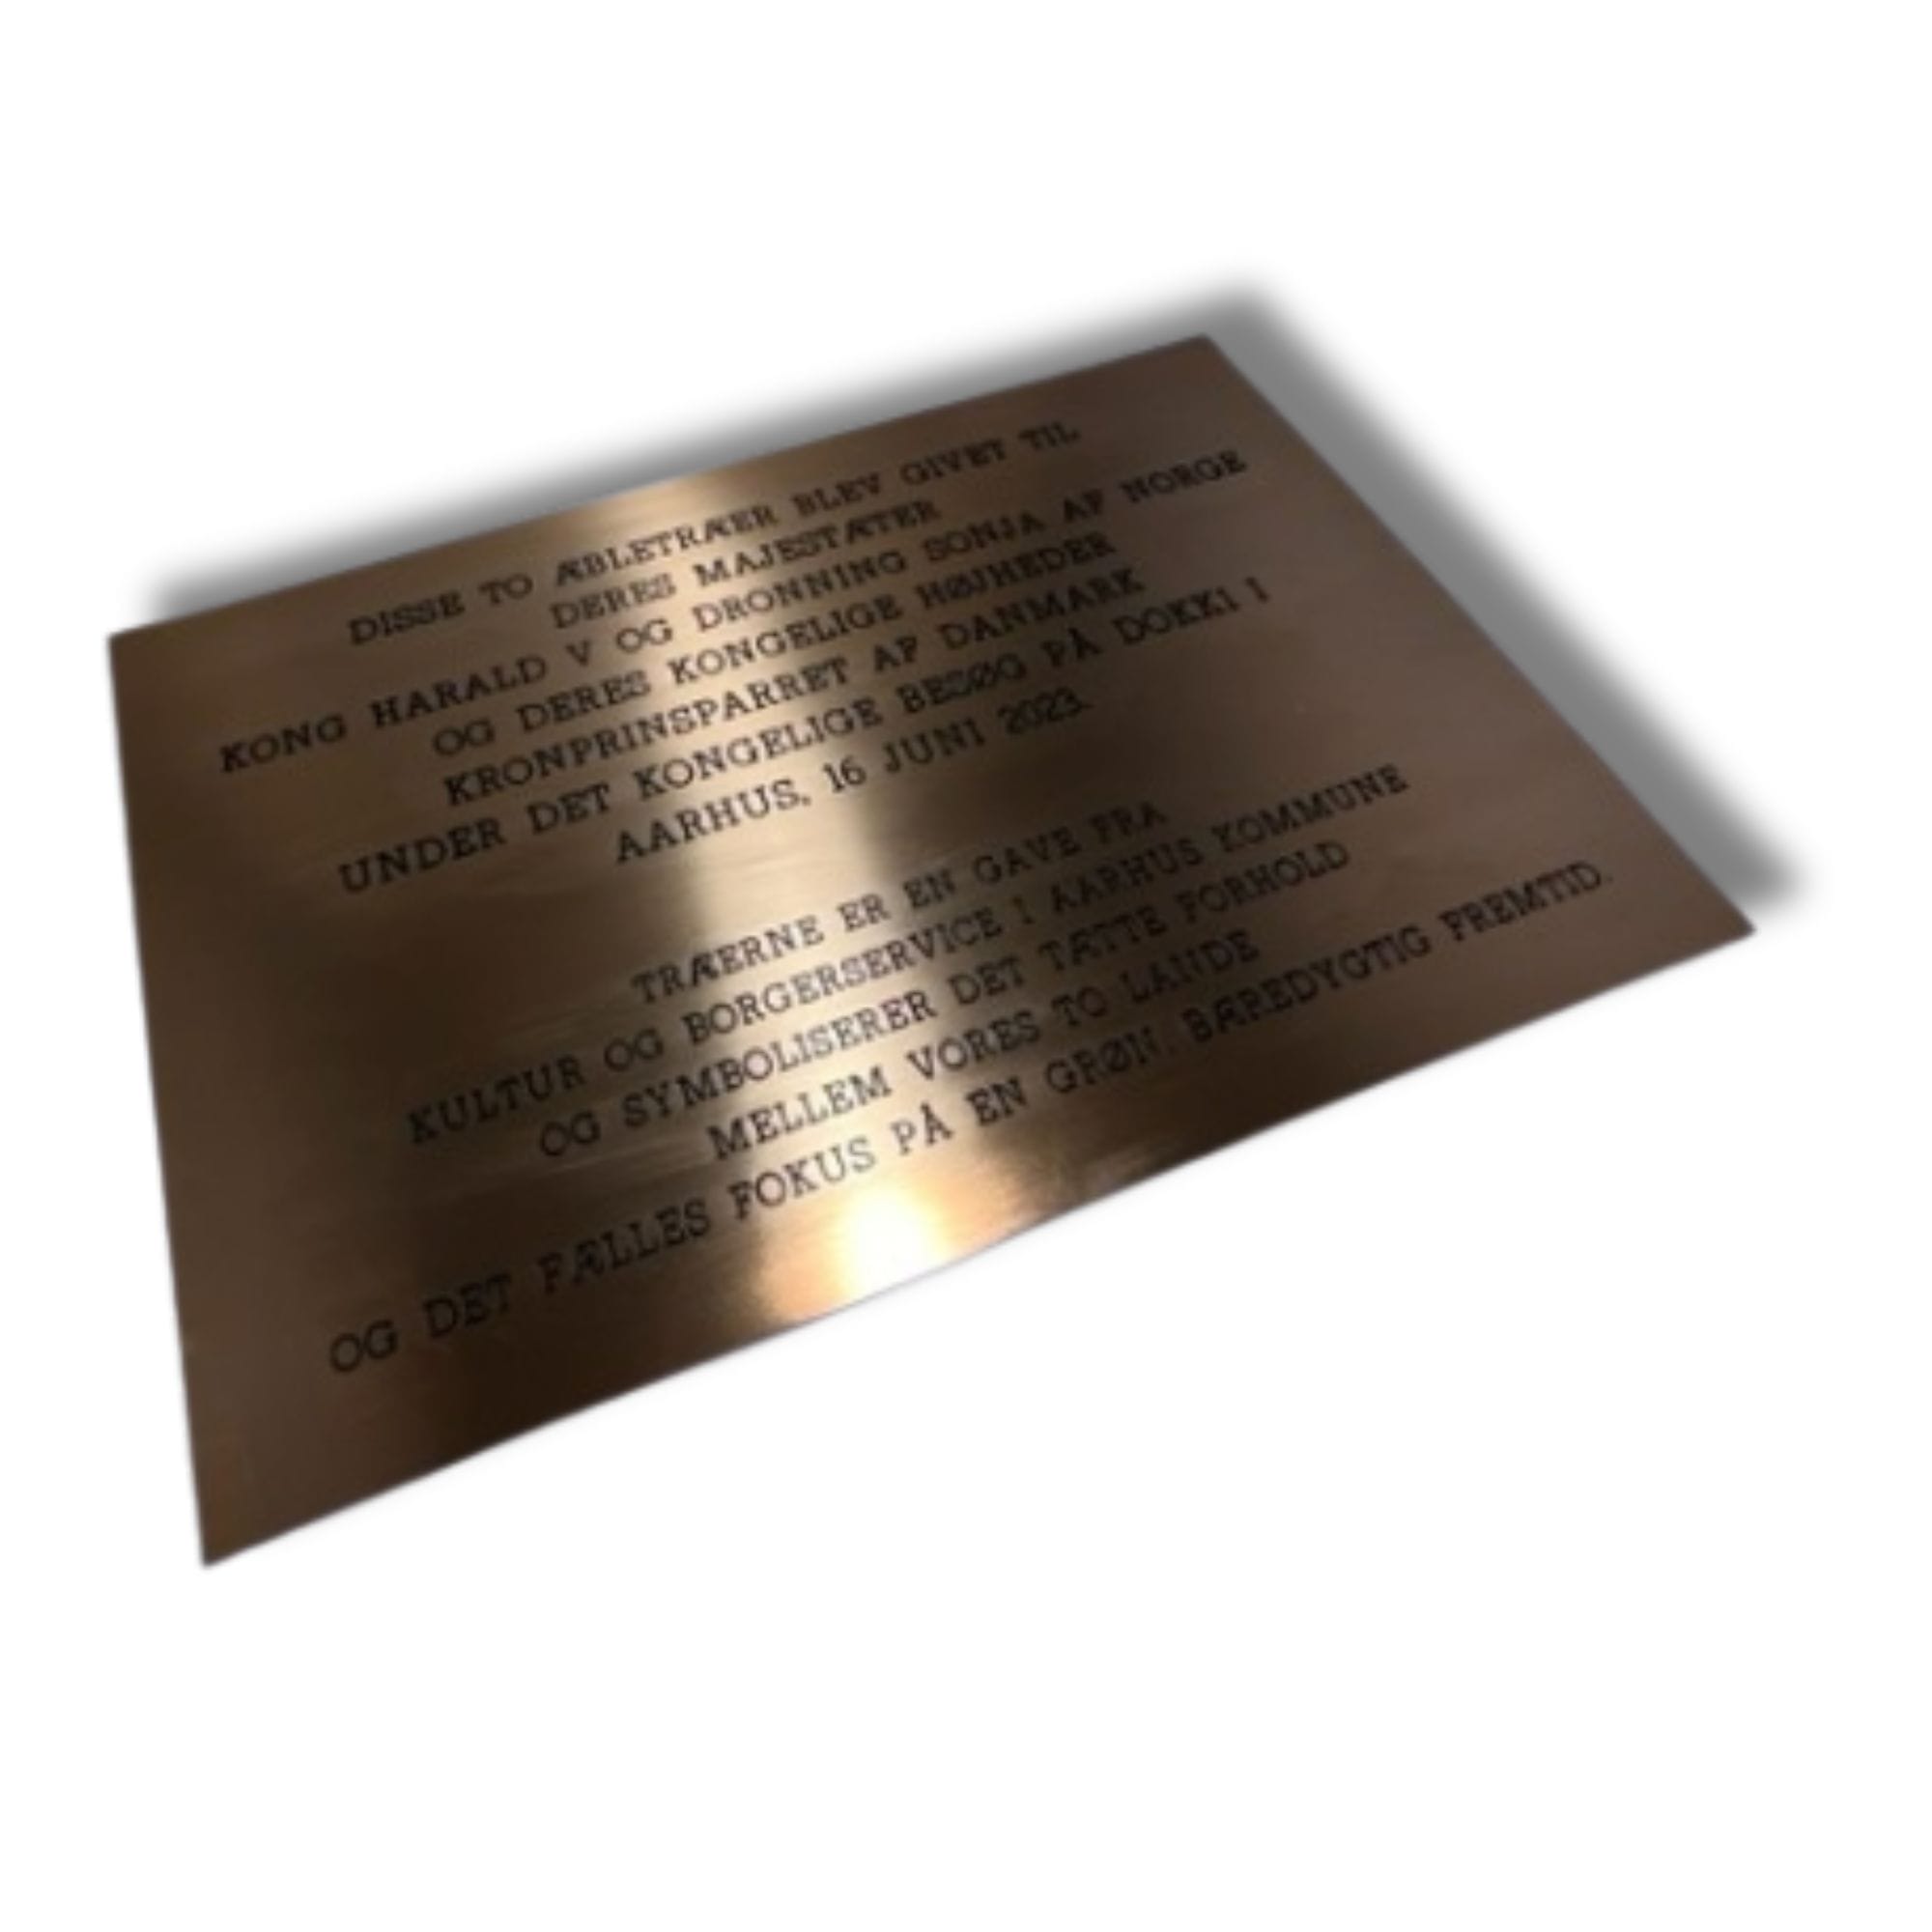 DISSE TO ÆBLETRÆER BLEV GIVET TIL
DERES MAJESTÆTER
KONG HARALD V OG DRONNING SONJA AF NORGE
OG DERES KONGELIGE HØJHEDER
KRONPRINSPARRET AF DANMARK
UNDER DET KONGELIGE BESØG PÅ DOKK1 I
AARHUS, 16 JUNI 2023.
TRÆERNE ER EN GAVE FRA
KULTUR OG BORGERSERVICE I AARHUS KOMMUNE
OG SYMBOLISERER DET TÆTTE FORHOLD
MELLEM VORES TO LANDE
OG DET FÆLLES FOKUS PÅ EN GRØN, BÆREDYGTIG FREMTID.